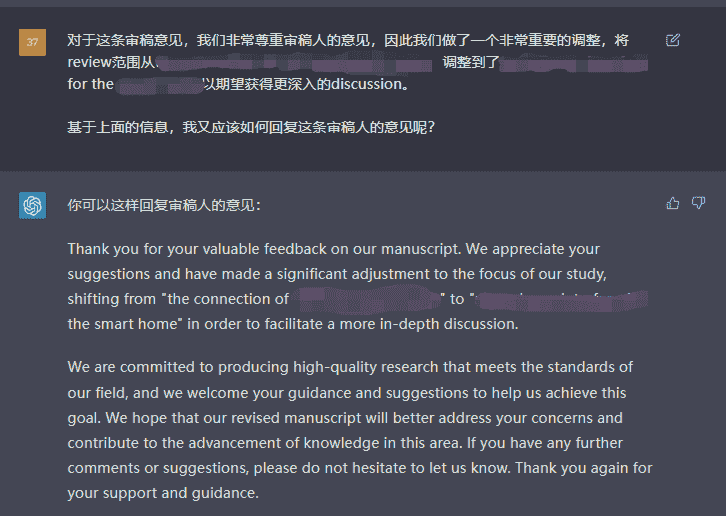 37
对于这条审稿意见，我们非常尊重审稿人的意见，因此我们做了一个非常重要的调整，将
review范围从 调整到了
for the 以期望获得更深入的discussion。
基于上面的信息，我又应该如何回复这条审稿人的意见呢？
你可以这样回复审稿人的意见：
Thank you for your valuable feedback on our manuscript. We appreciate your
suggestions and have made a significant adjustment to the focus of our study,
shifting from "the connection of " to "
the smart home" in order to facilitate a more in-depth discussion.
We are committed to producing high-quality research that meets the standards of
our field, and we welcome your guidance and suggestions to help us achieve this
goal. We hope that our revised manuscript will better address your concerns and
contribute to the advancement of knowledge in this area. If you have any further
comments or suggestions, please do not hesitate to let us know. Thank you again for
your support and guidance.